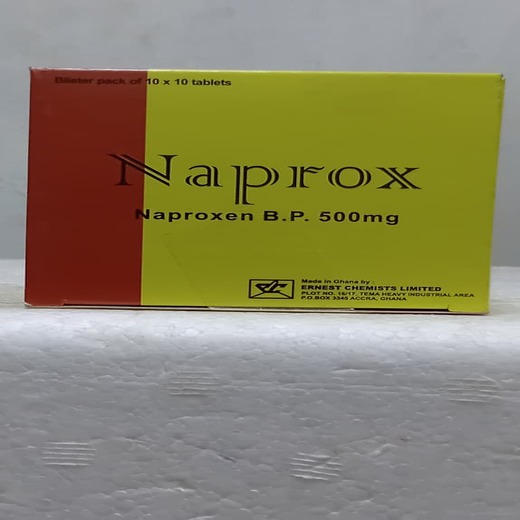 Blister pack of 10 x 10 tablets
Naprox
Naproxen B.P. 500mg
Made in Ghana by :
ERNEST CHEMISTS LIMITED
PLOT NO. 16/17, TEMA HEAVY INDUSTRIAL AREA
P.O.BOX 3345 ACCRA, GHANA